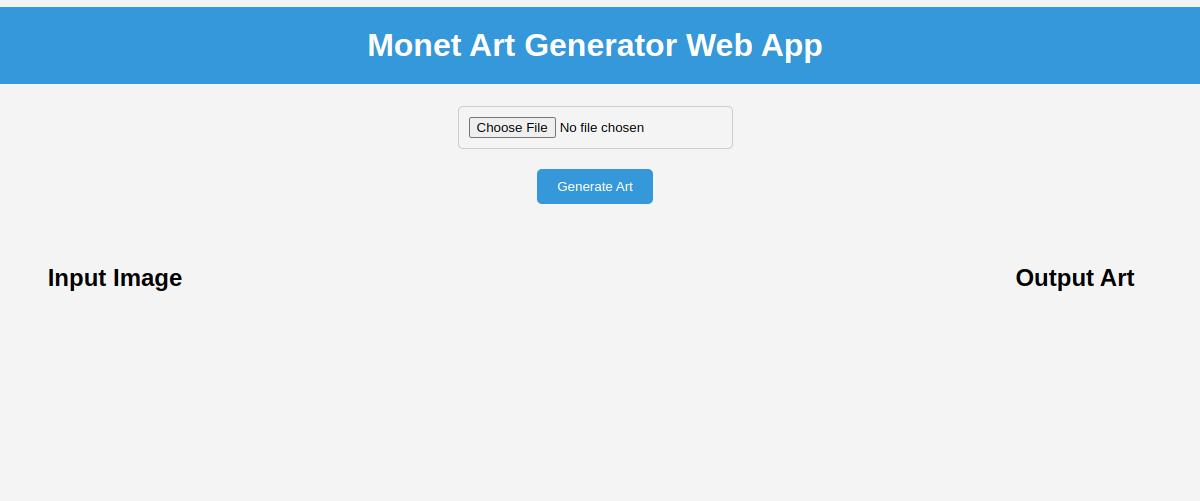 Monet Art Generator Web App
Choose File No file chosen
Generate Art
Input Image
Output Art